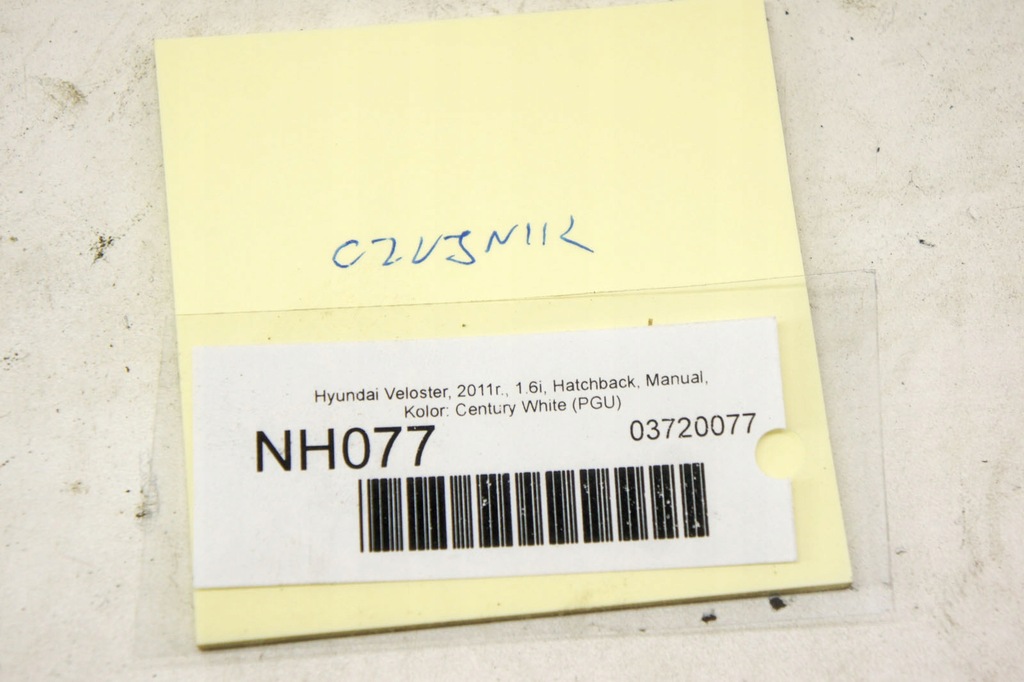 CZUJNIK
Hyundai Veloster, 2011r., 1.6i, Hatchback, Manual,
Kolor: Century White (PGU)
NH077
03720077